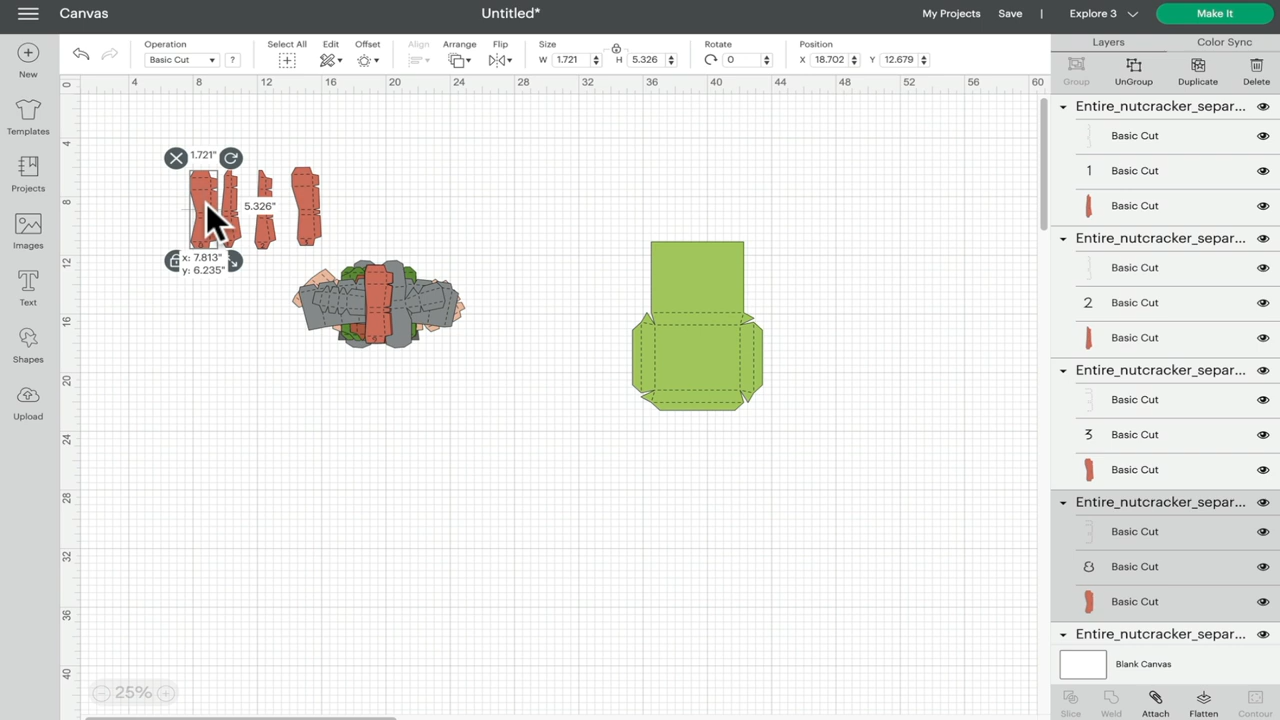 Canvas
Untitled*
My Projects Save | Explore 3 Make It
Operation
Basic Cut ?
Select All Edit Offset Align Arrange Flip
Size
W 1.721 H 5.326
Rotate
0
Position
X 18.702 Y 12.679
Layers Color Sync
Group UnGroup Duplicate Delete
New
Templates
Projects
Images
Text
Shapes
Upload
0 4 8 12 16 20 24 28 32 36 40 44 48 52 56 60
0
4
8
12
16
20
24
28
32
36
40
1.721"
5.326"
x: 7.813"
y: 6.235"
25%
Entire_nutcracker_separ...
Basic Cut
1 Basic Cut
Basic Cut
Entire_nutcracker_separ...
Basic Cut
2 Basic Cut
Basic Cut
Entire_nutcracker_separ...
Basic Cut
3 Basic Cut
Basic Cut
Entire_nutcracker_separ...
Basic Cut
Basic Cut
Basic Cut
Entire_nutcracker_separ...
Blank Canvas
Slice Weld Attach Flatten Contour